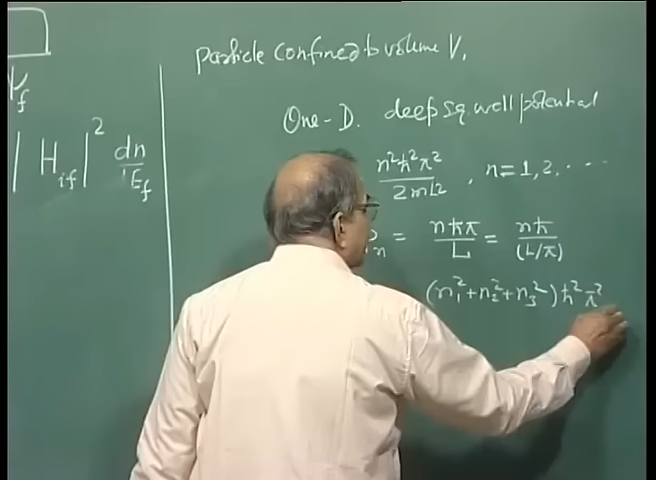 ψ_f
| H_if |² dn/dE_f
particle confined to volume V.
One-D. deep sq. well potential
n²ħ²π²/2mL² , n=1,2,....
n = nħπ/L = nħ/(L/π)
(n₁²+n₂²+n₃²)ħ²π²